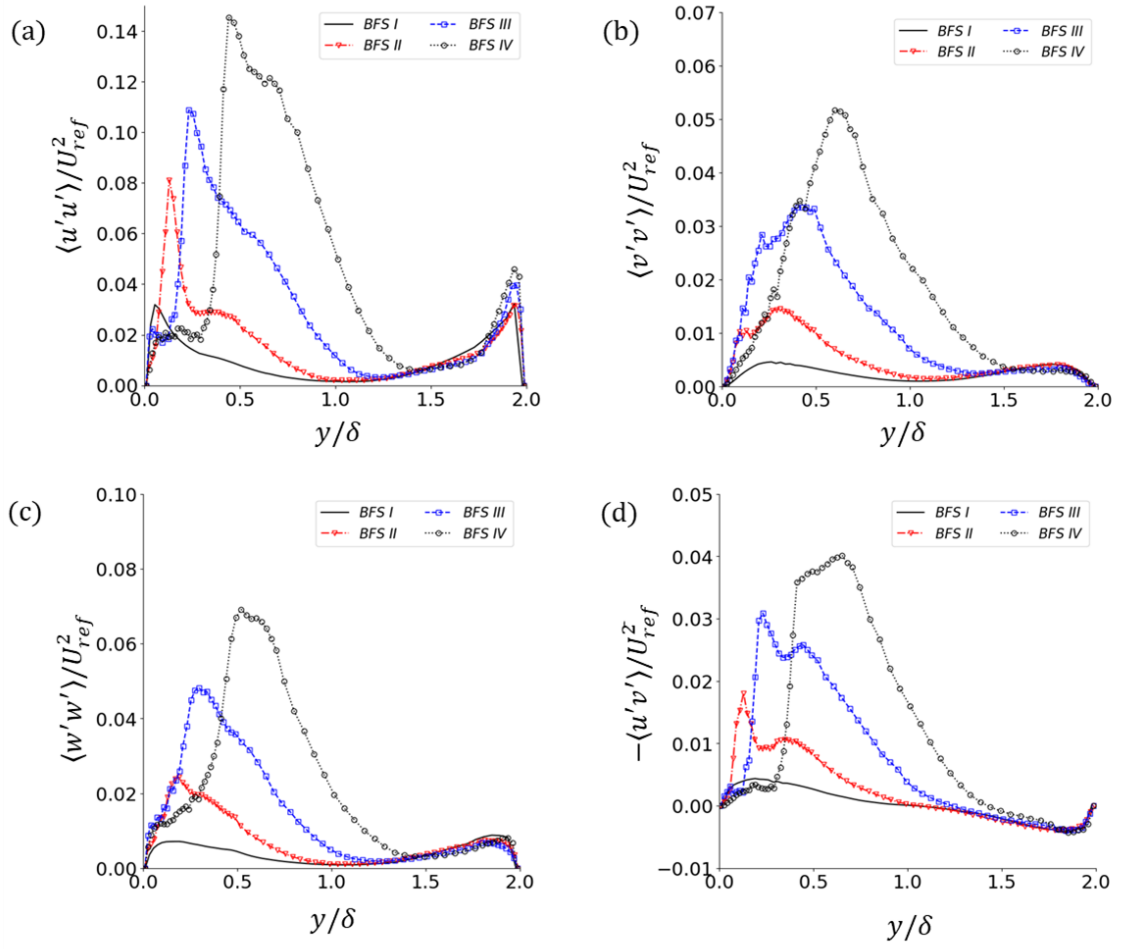 (a)
0.14
0.12
0.10
0.08
0.06
0.04
0.02
0.00
⟨u′u′⟩/U²ref
BFS I BFS III
BFS II BFS IV
0.0 0.5 1.0 1.5 2.0
y/δ
(b)
0.07
0.06
0.05
0.04
0.03
0.02
0.01
0.00
⟨v′v′⟩/U²ref
BFS I BFS III
BFS II BFS IV
0.0 0.5 1.0 1.5 2.0
y/δ
(c)
0.10
0.08
0.06
0.04
0.02
0.00
⟨w′w′⟩/U²ref
BFS I BFS III
BFS II BFS IV
0.0 0.5 1.0 1.5 2.0
y/δ
(d)
0.05
0.04
0.03
0.02
0.01
0.00
−0.01
−⟨u′v′⟩/U²ref
BFS I BFS III
BFS II BFS IV
0.0 0.5 1.0 1.5 2.0
y/δ